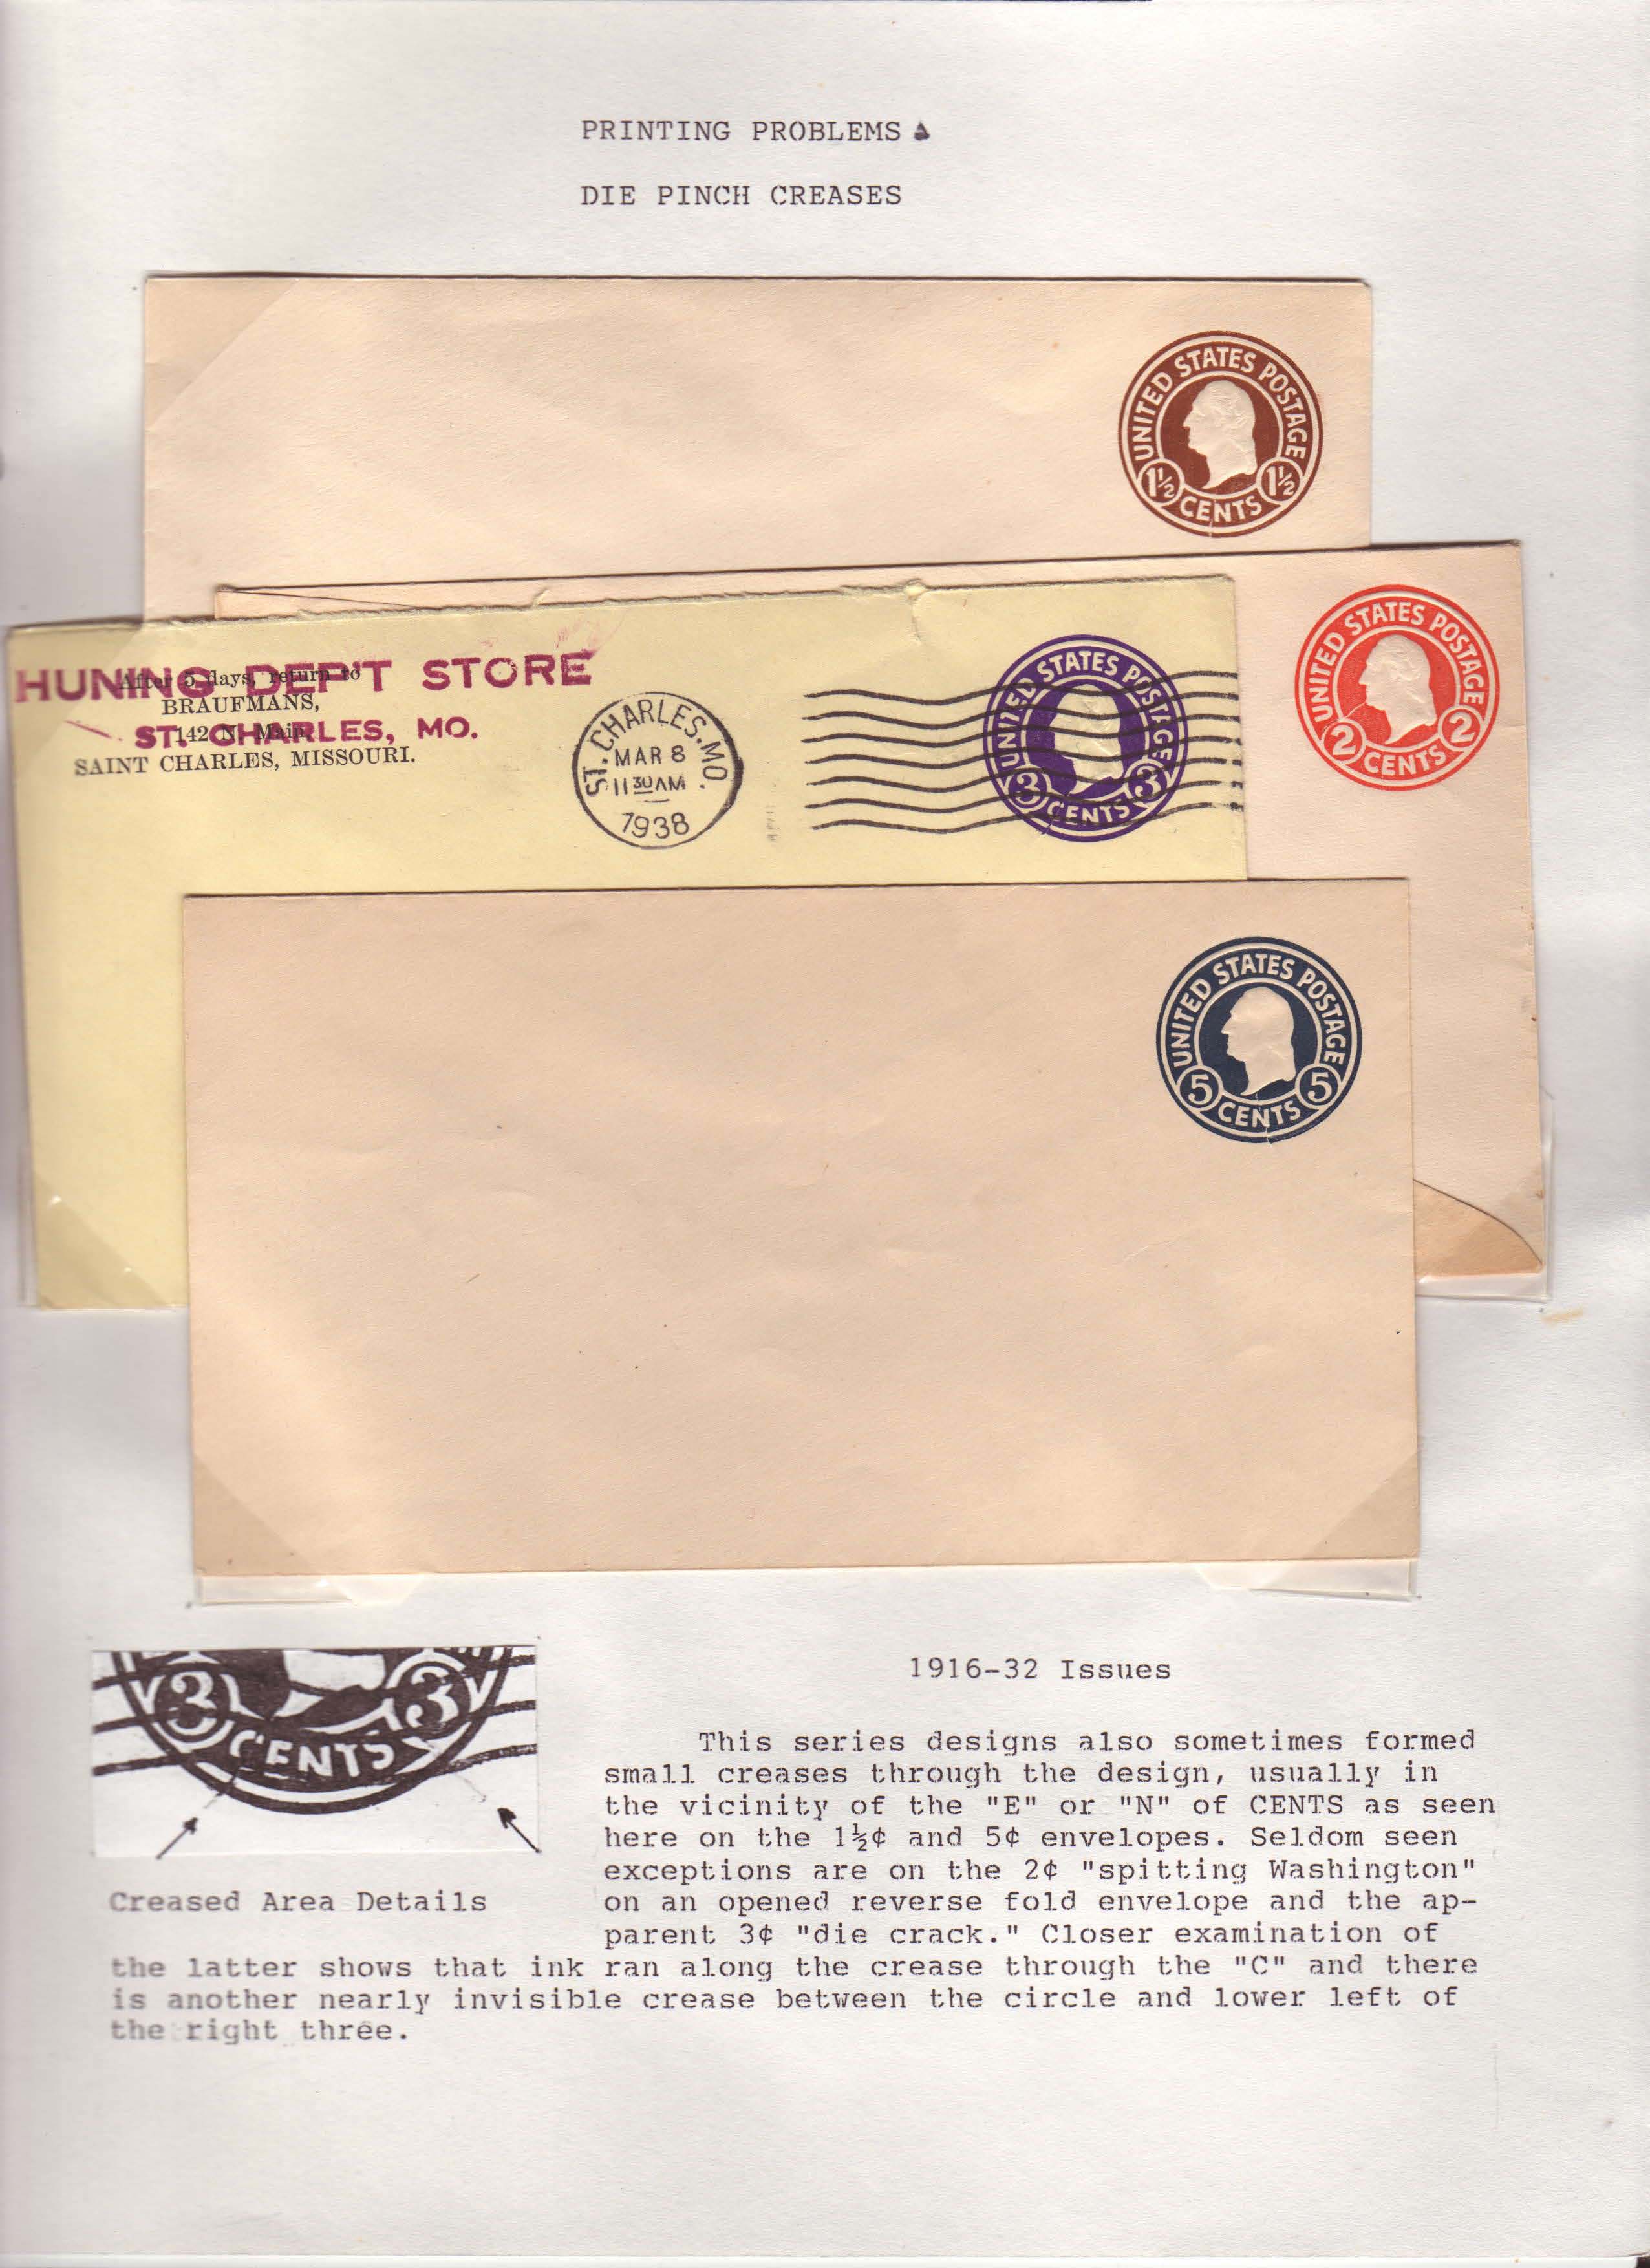 PRINTING PROBLEMS
DIE PINCH CREASES
UNITED STATES POSTAGE
1½ 1½
CENTS
UNITED STATES POSTAGE
2 2
CENTS
HUNING DEP'T STORE
After 5 days, return to
BRAUFMANS,
ST. CHARLES, MO.
142 N. Main
SAINT CHARLES, MISSOURI.
ST. CHARLES, MO.
MAR 8
11 30 AM
1938
UNITED STATES POSTAGE
3 3
CENTS
UNITED STATES POSTAGE
5 5
CENTS
3 3
CENTS
Creased Area Details
1916-32 Issues
This series designs also sometimes formed
small creases through the design, usually in
the vicinity of the "E" or "N" of CENTS as seen
here on the 1½¢ and 5¢ envelopes. Seldom seen
exceptions are on the 2¢ "spitting Washington"
on an opened reverse fold envelope and the ap-
parent 3¢ "die crack." Closer examination of
the latter shows that ink ran along the crease through the "C" and there
is another nearly invisible crease between the circle and lower left of
the right three.